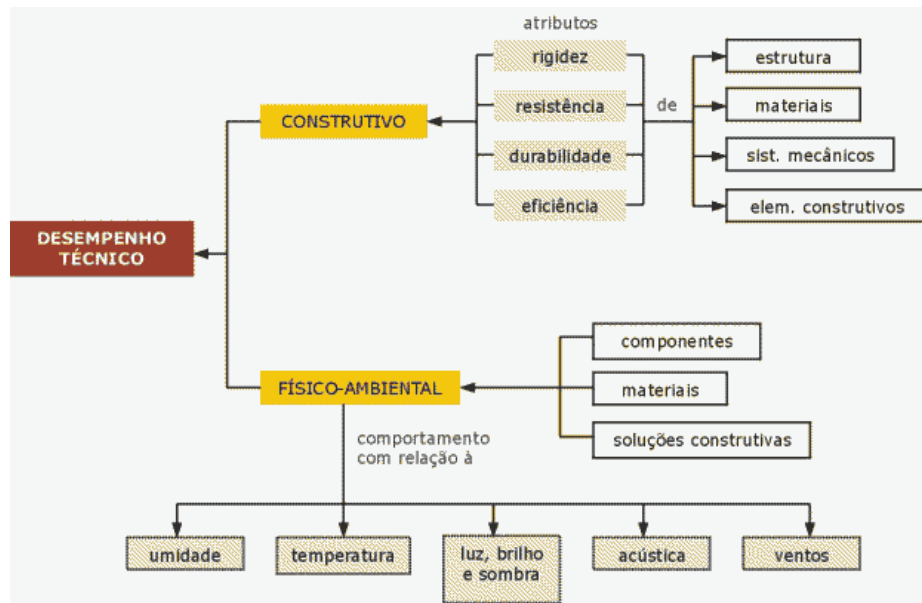 atributos
rigidez
estrutura
resistência
de
materiais
CONSTRUTIVO
durabilidade
sist. mecânicos
eficiência
elem. construtivos
DESEMPENHO
TÉCNICO
componentes
FÍSICO-AMBIENTAL
materiais
comportamento
com relação à
soluções construtivas
umidade
temperatura
luz, brilho
e sombra
acústica
ventos